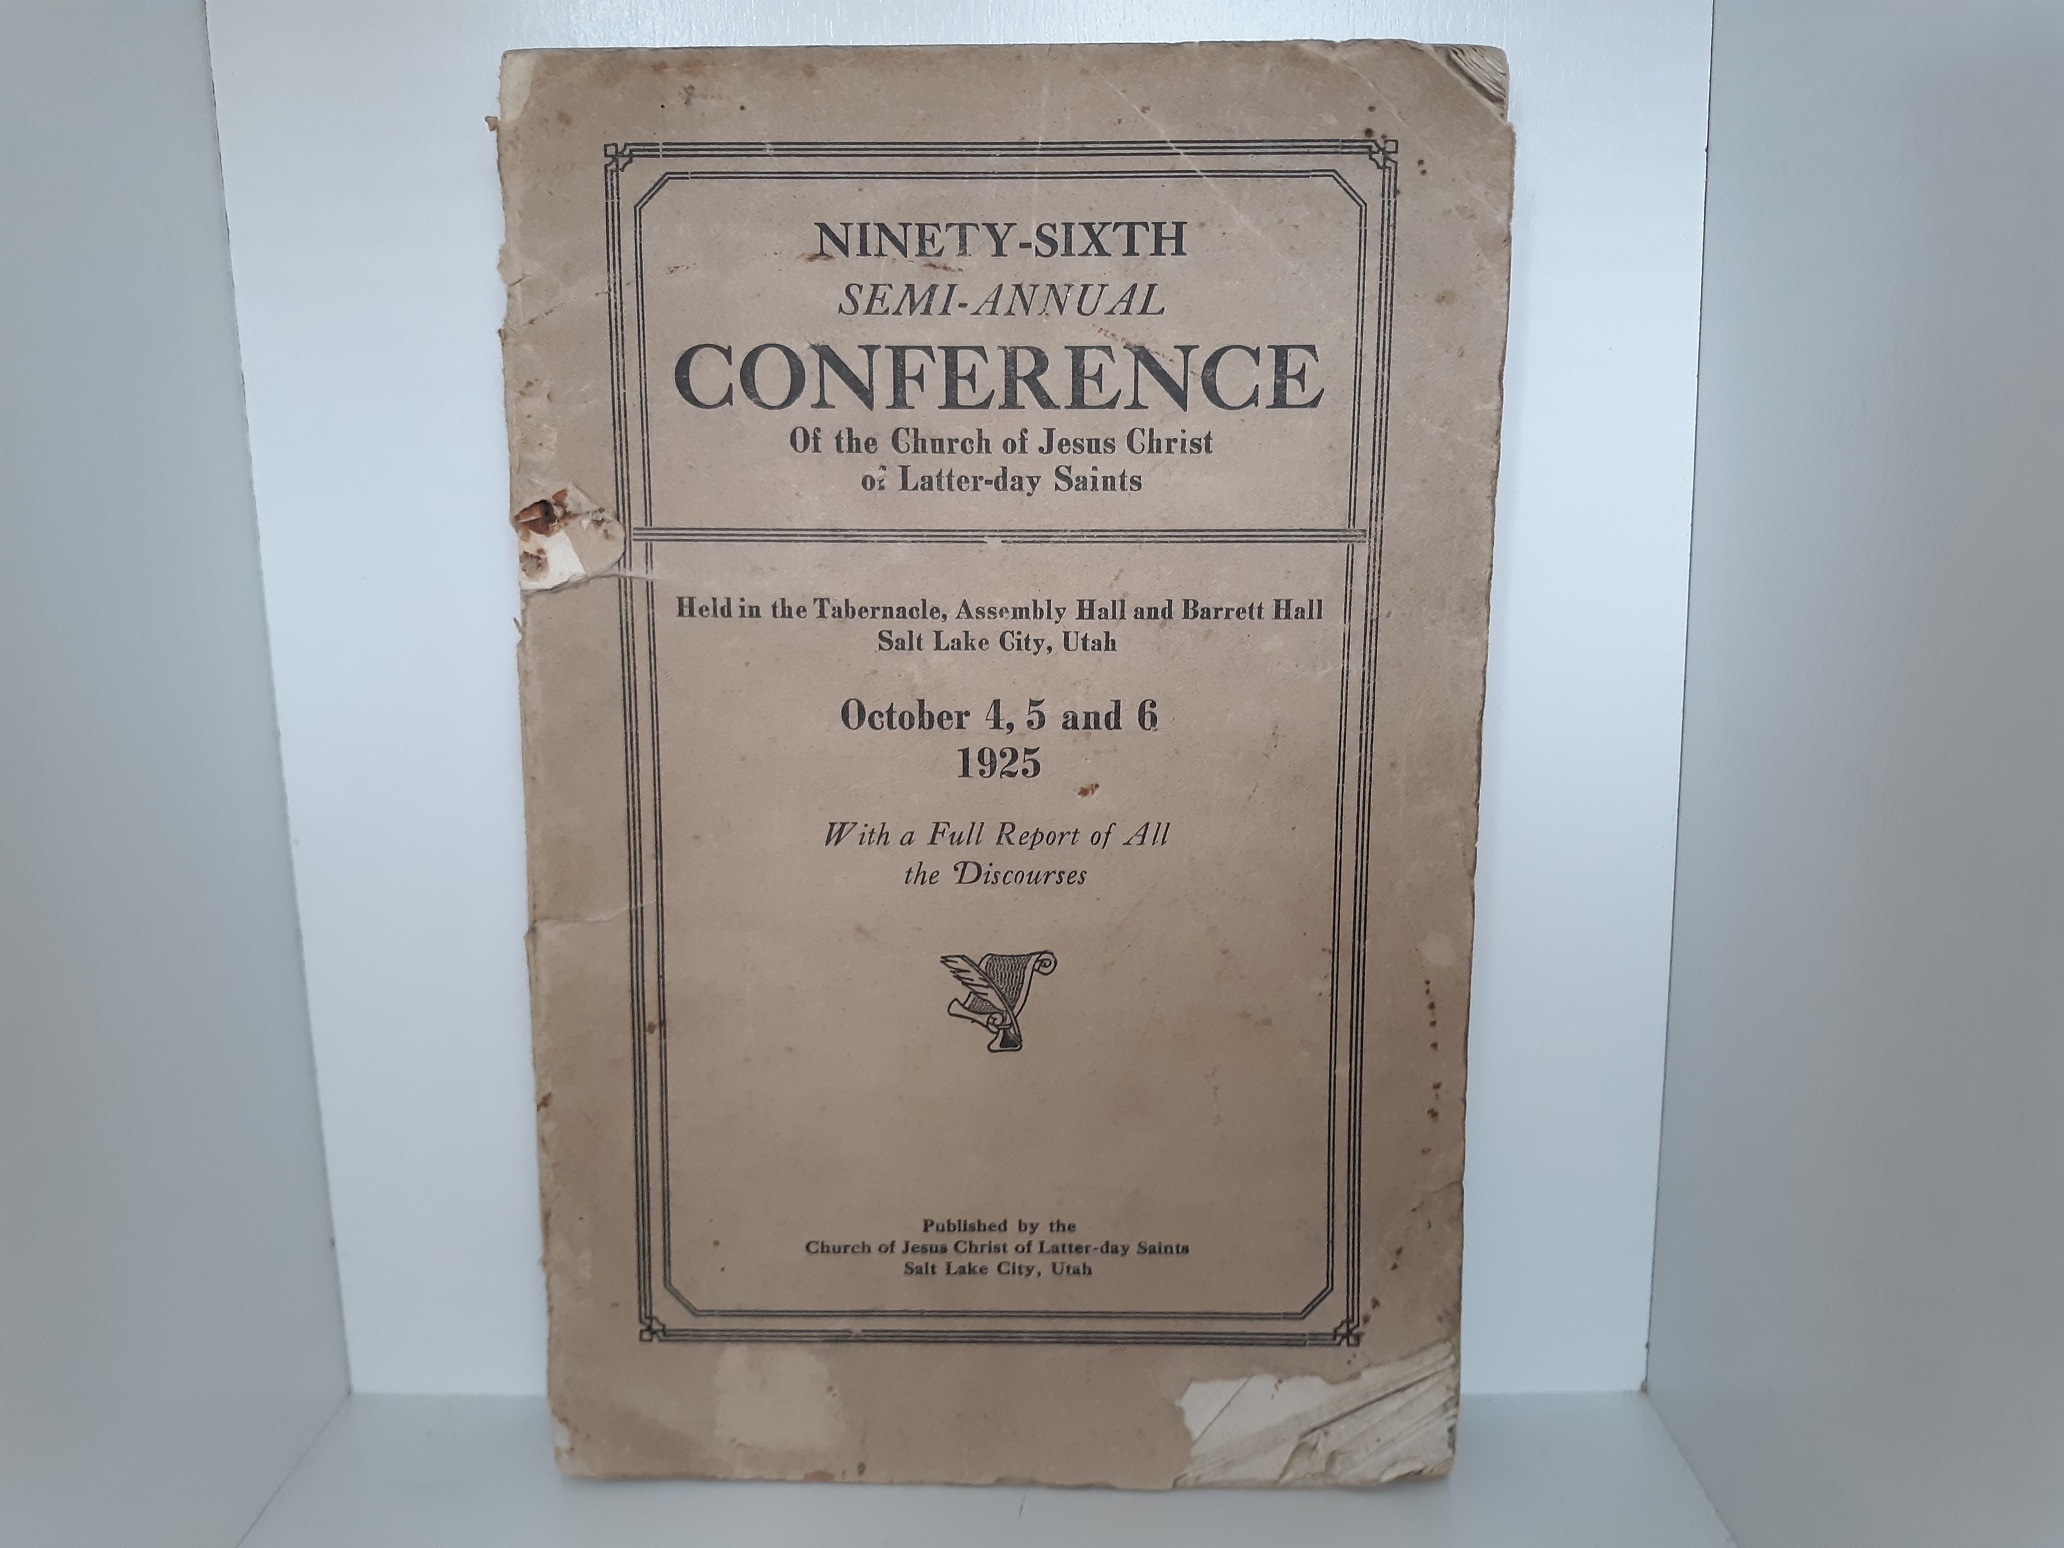 NINETY-SIXTH
SEMI-ANNUAL
CONFERENCE
Of the Church of Jesus Christ
of Latter-day Saints
Held in the Tabernacle, Assembly Hall and Barrett Hall
Salt Lake City, Utah
October 4, 5 and 6
1925
With a Full Report of All
the Discourses
Published by the
Church of Jesus Christ of Latter-day Saints
Salt Lake City, Utah